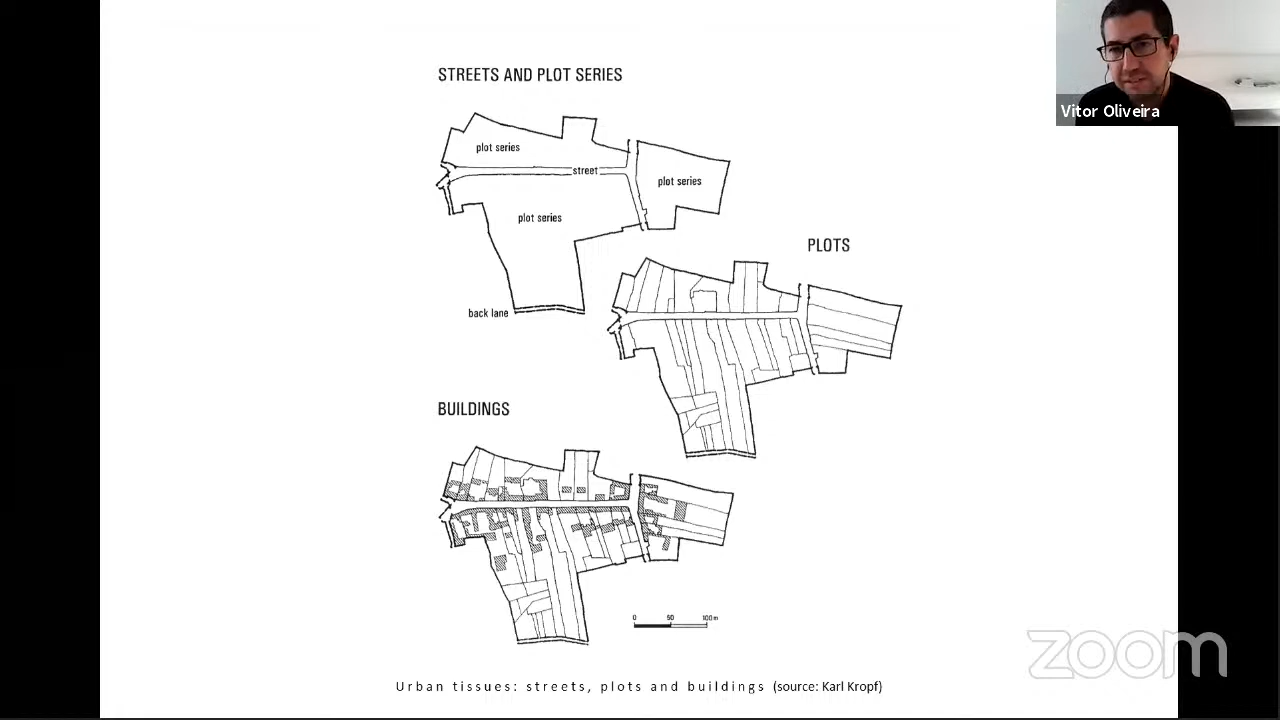 STREETS AND PLOT SERIES
Vitor Oliveira
plot series
street
plot series
plot series
PLOTS
back lane
BUILDINGS
0 50 100m
zoom
Urban tissues: streets, plots and buildings (source: Karl Kropf)